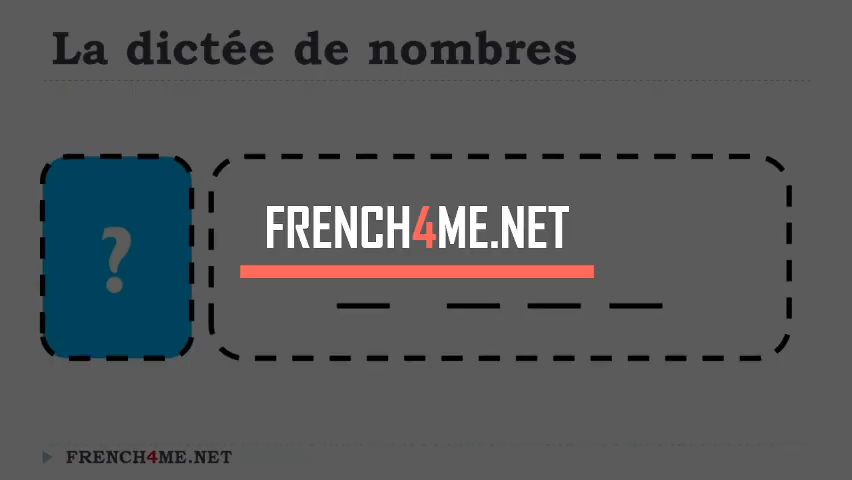 La dictée de nombres
?
FRENCH4ME.NET
FRENCH4ME.NET